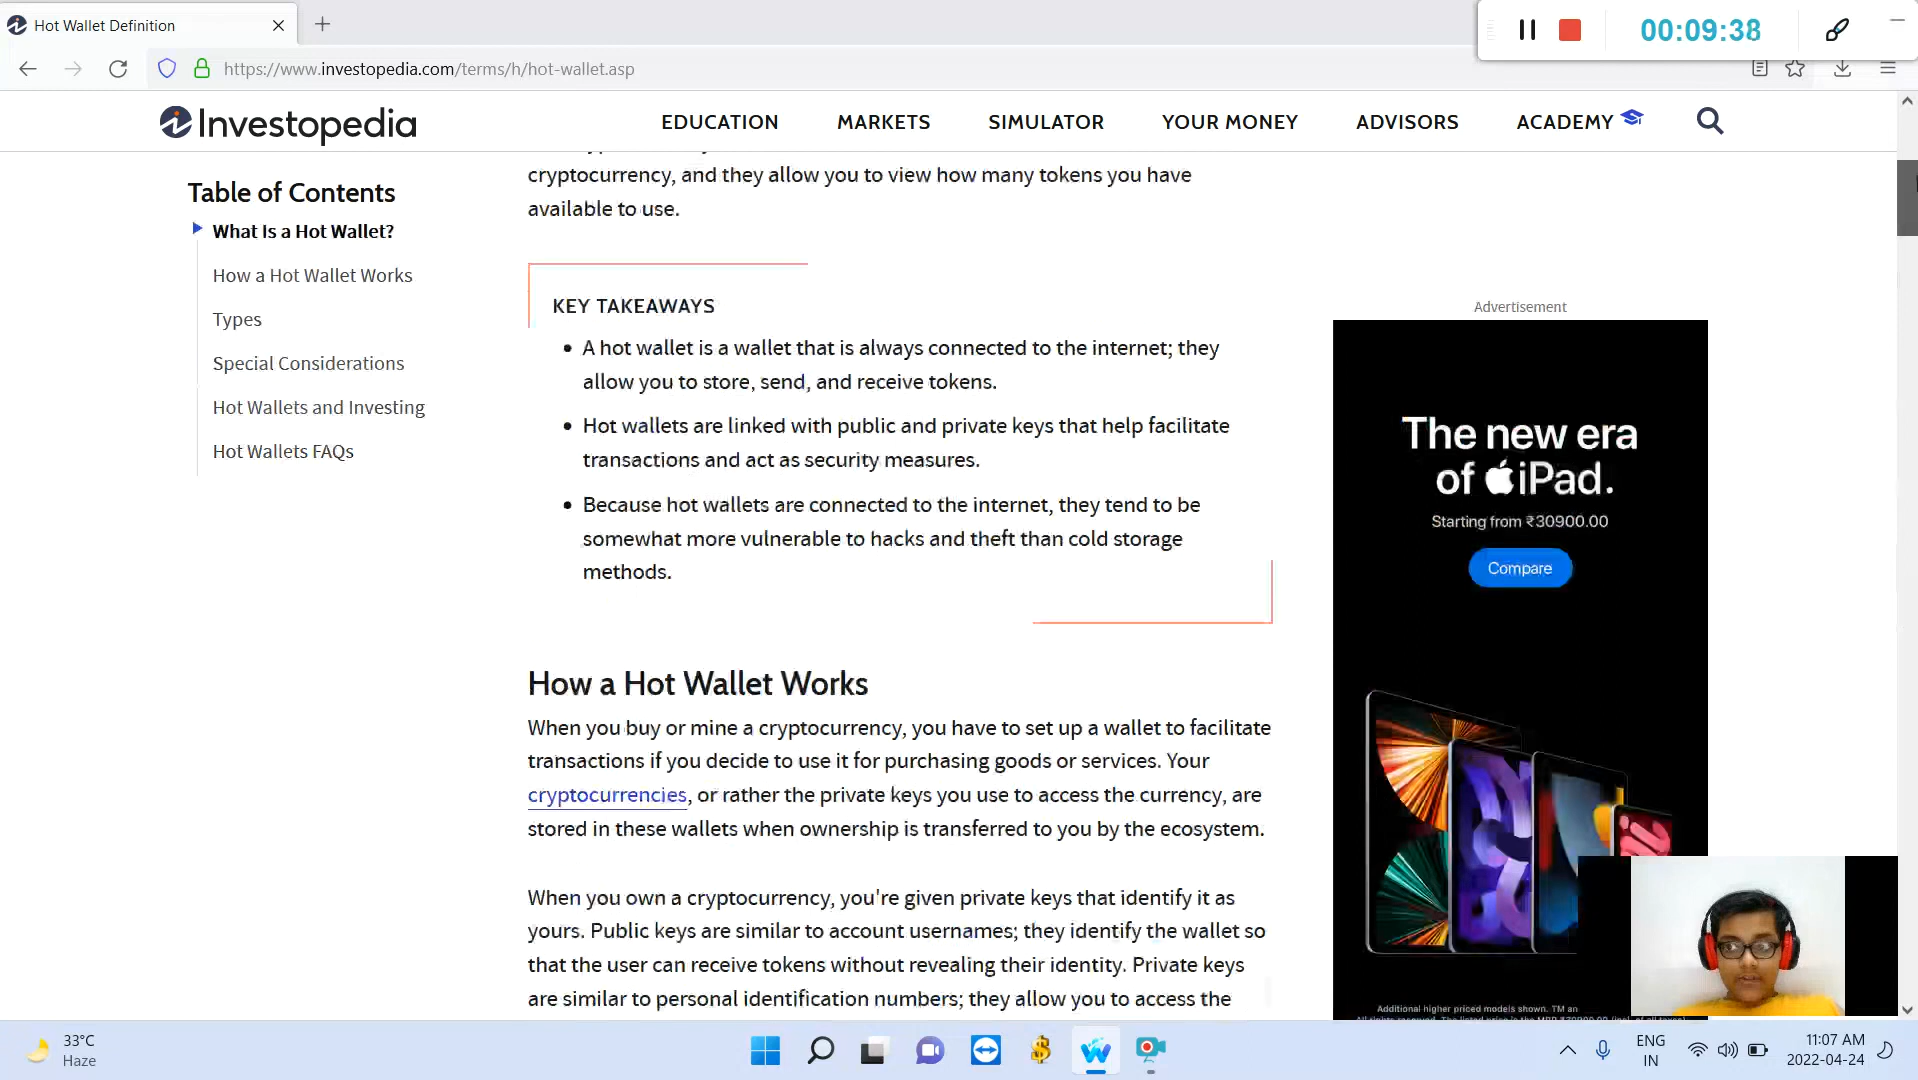 Hot Wallet Definition
00:09:38
https://www.investopedia.com/terms/h/hot-wallet.asp
Investopedia
EDUCATION
MARKETS
SIMULATOR
YOUR MONEY
ADVISORS
ACADEMY
Table of Contents
What Is a Hot Wallet?
How a Hot Wallet Works
Types
Special Considerations
Hot Wallets and Investing
Hot Wallets FAQs
cryptocurrency, and they allow you to view how many tokens you have
available to use.
KEY TAKEAWAYS
• A hot wallet is a wallet that is always connected to the internet; they
allow you to store, send, and receive tokens.
• Hot wallets are linked with public and private keys that help facilitate
transactions and act as security measures.
• Because hot wallets are connected to the internet, they tend to be
somewhat more vulnerable to hacks and theft than cold storage
methods.
How a Hot Wallet Works
When you buy or mine a cryptocurrency, you have to set up a wallet to facilitate
transactions if you decide to use it for purchasing goods or services. Your
cryptocurrencies, or rather the private keys you use to access the currency, are
stored in these wallets when ownership is transferred to you by the ecosystem.
When you own a cryptocurrency, you're given private keys that identify it as
yours. Public keys are similar to account usernames; they identify the wallet so
that the user can receive tokens without revealing their identity. Private keys
are similar to personal identification numbers; they allow you to access the
Advertisement
The new era
of iPad.
Starting from ₹30900.00
Compare
Additional higher priced models shown. TM an
33°C
Haze
ENG
IN
11:07 AM
2022-04-24